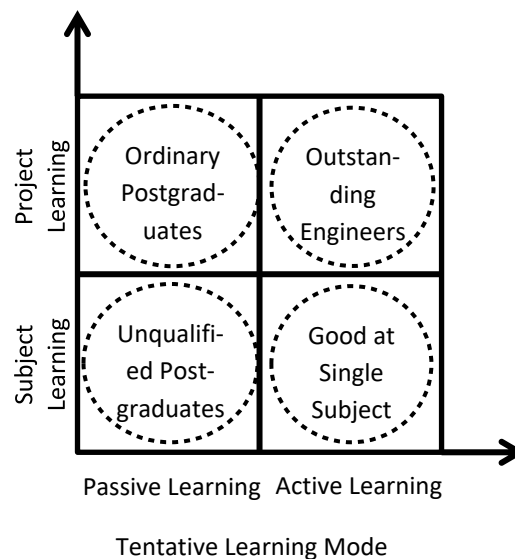 Project
Learning
Ordinary
Postgrad-
uates
Outstan-
ding
Engineers
Subject
Learning
Unqualifi-
ed Post-
graduates
Good at
Single
Subject
Passive Learning
Active Learning
Tentative Learning Mode